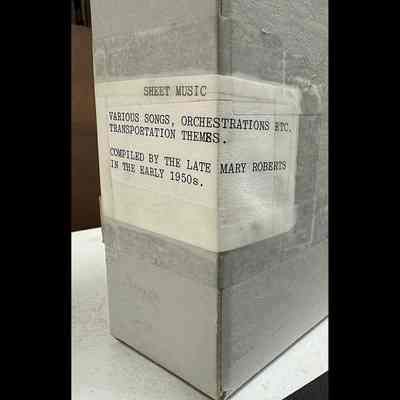 SHEET MUSIC
VARIOUS SONGS, ORCHESTRATIONS ETC.
TRANSPORTATION THEMES.
COMPILED BY THE LATE MARY ROBERTS
IN THE EARLY 1950s.